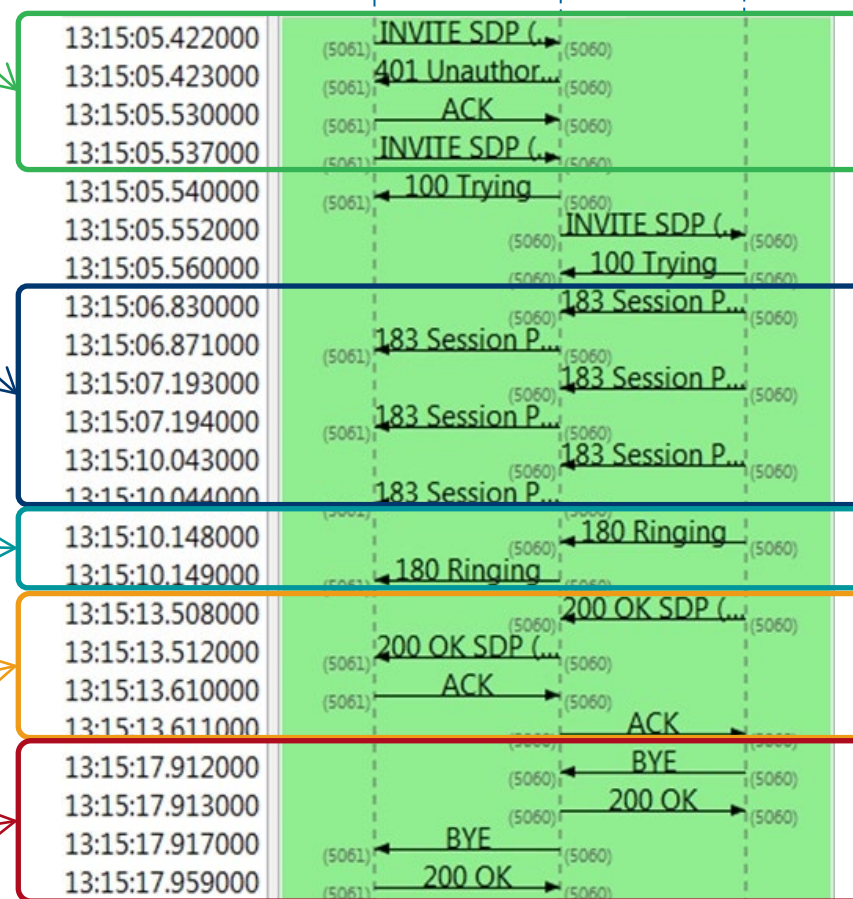 13:15:05.422000 (5061) INVITE SDP (... (5060)
13:15:05.423000 (5061) 401 Unauthor... (5060)
13:15:05.530000 (5061) ACK (5060)
13:15:05.537000 (5061) INVITE SDP (... (5060)
13:15:05.540000 (5061) 100 Trying (5060)
13:15:05.552000 (5060) INVITE SDP (... (5060)
13:15:05.560000 (5060) 100 Trying (5060)
13:15:06.830000 (5060) 183 Session P... (5060)
13:15:06.871000 (5061) 183 Session P... (5060)
13:15:07.193000 (5060) 183 Session P... (5060)
13:15:07.194000 (5061) 183 Session P... (5060)
13:15:10.043000 (5060) 183 Session P... (5060)
13:15:10.044000 (5061) 183 Session P... (5060)
13:15:10.148000 (5060) 180 Ringing (5060)
13:15:10.149000 (5061) 180 Ringing (5060)
13:15:13.508000 (5060) 200 OK SDP (... (5060)
13:15:13.512000 (5061) 200 OK SDP (... (5060)
13:15:13.610000 (5061) ACK (5060)
13:15:13.611000 (5060) ACK (5060)
13:15:17.912000 (5060) BYE (5060)
13:15:17.913000 (5060) 200 OK (5060)
13:15:17.917000 (5061) BYE (5060)
13:15:17.959000 (5061) 200 OK (5060)